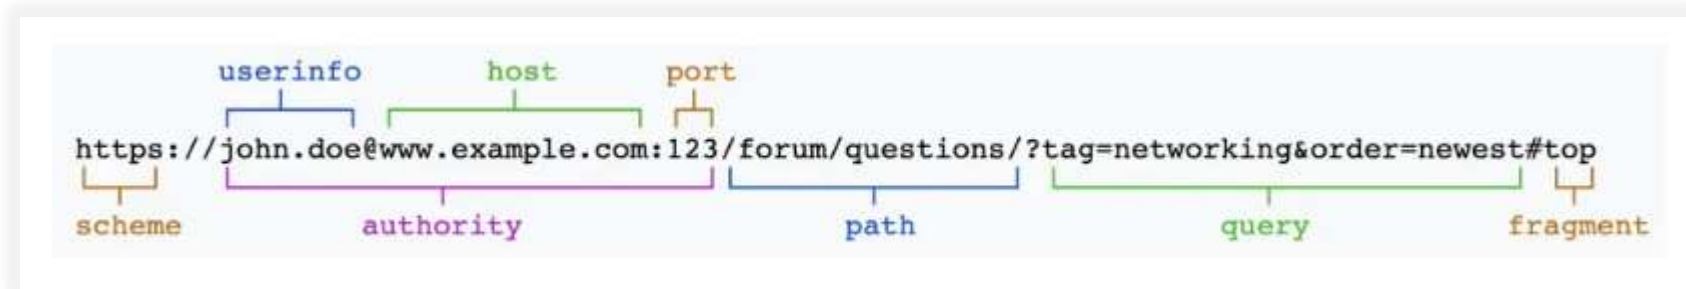 userinfo host port
https://john.doe@www.example.com:123/forum/questions/?tag=networking&order=newest#top
scheme authority path query fragment